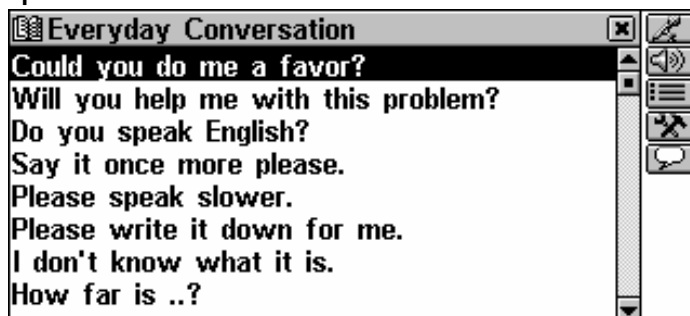 Everyday Conversation
Could you do me a favor?
Will you help me with this problem?
Do you speak English?
Say it once more please.
Please speak slower.
Please write it down for me.
I don't know what it is.
How far is ..?